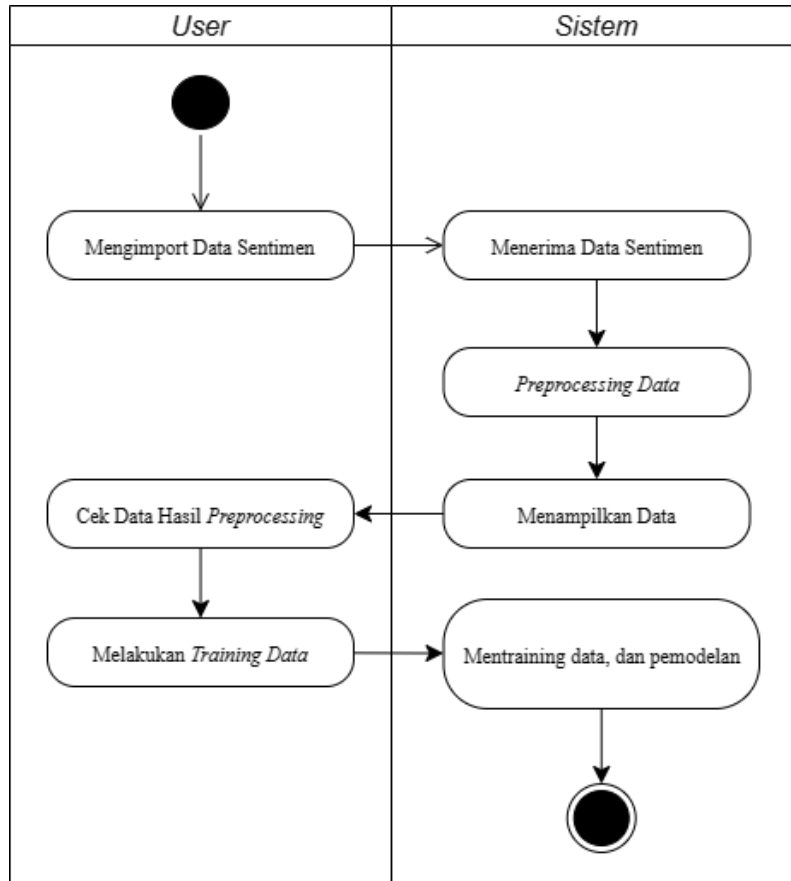 User
Sistem
Mengimport Data Sentimen
Menerima Data Sentimen
Preprocessing Data
Cek Data Hasil Preprocessing
Menampilkan Data
Melakukan Training Data
Mentraining data, dan pemodelan